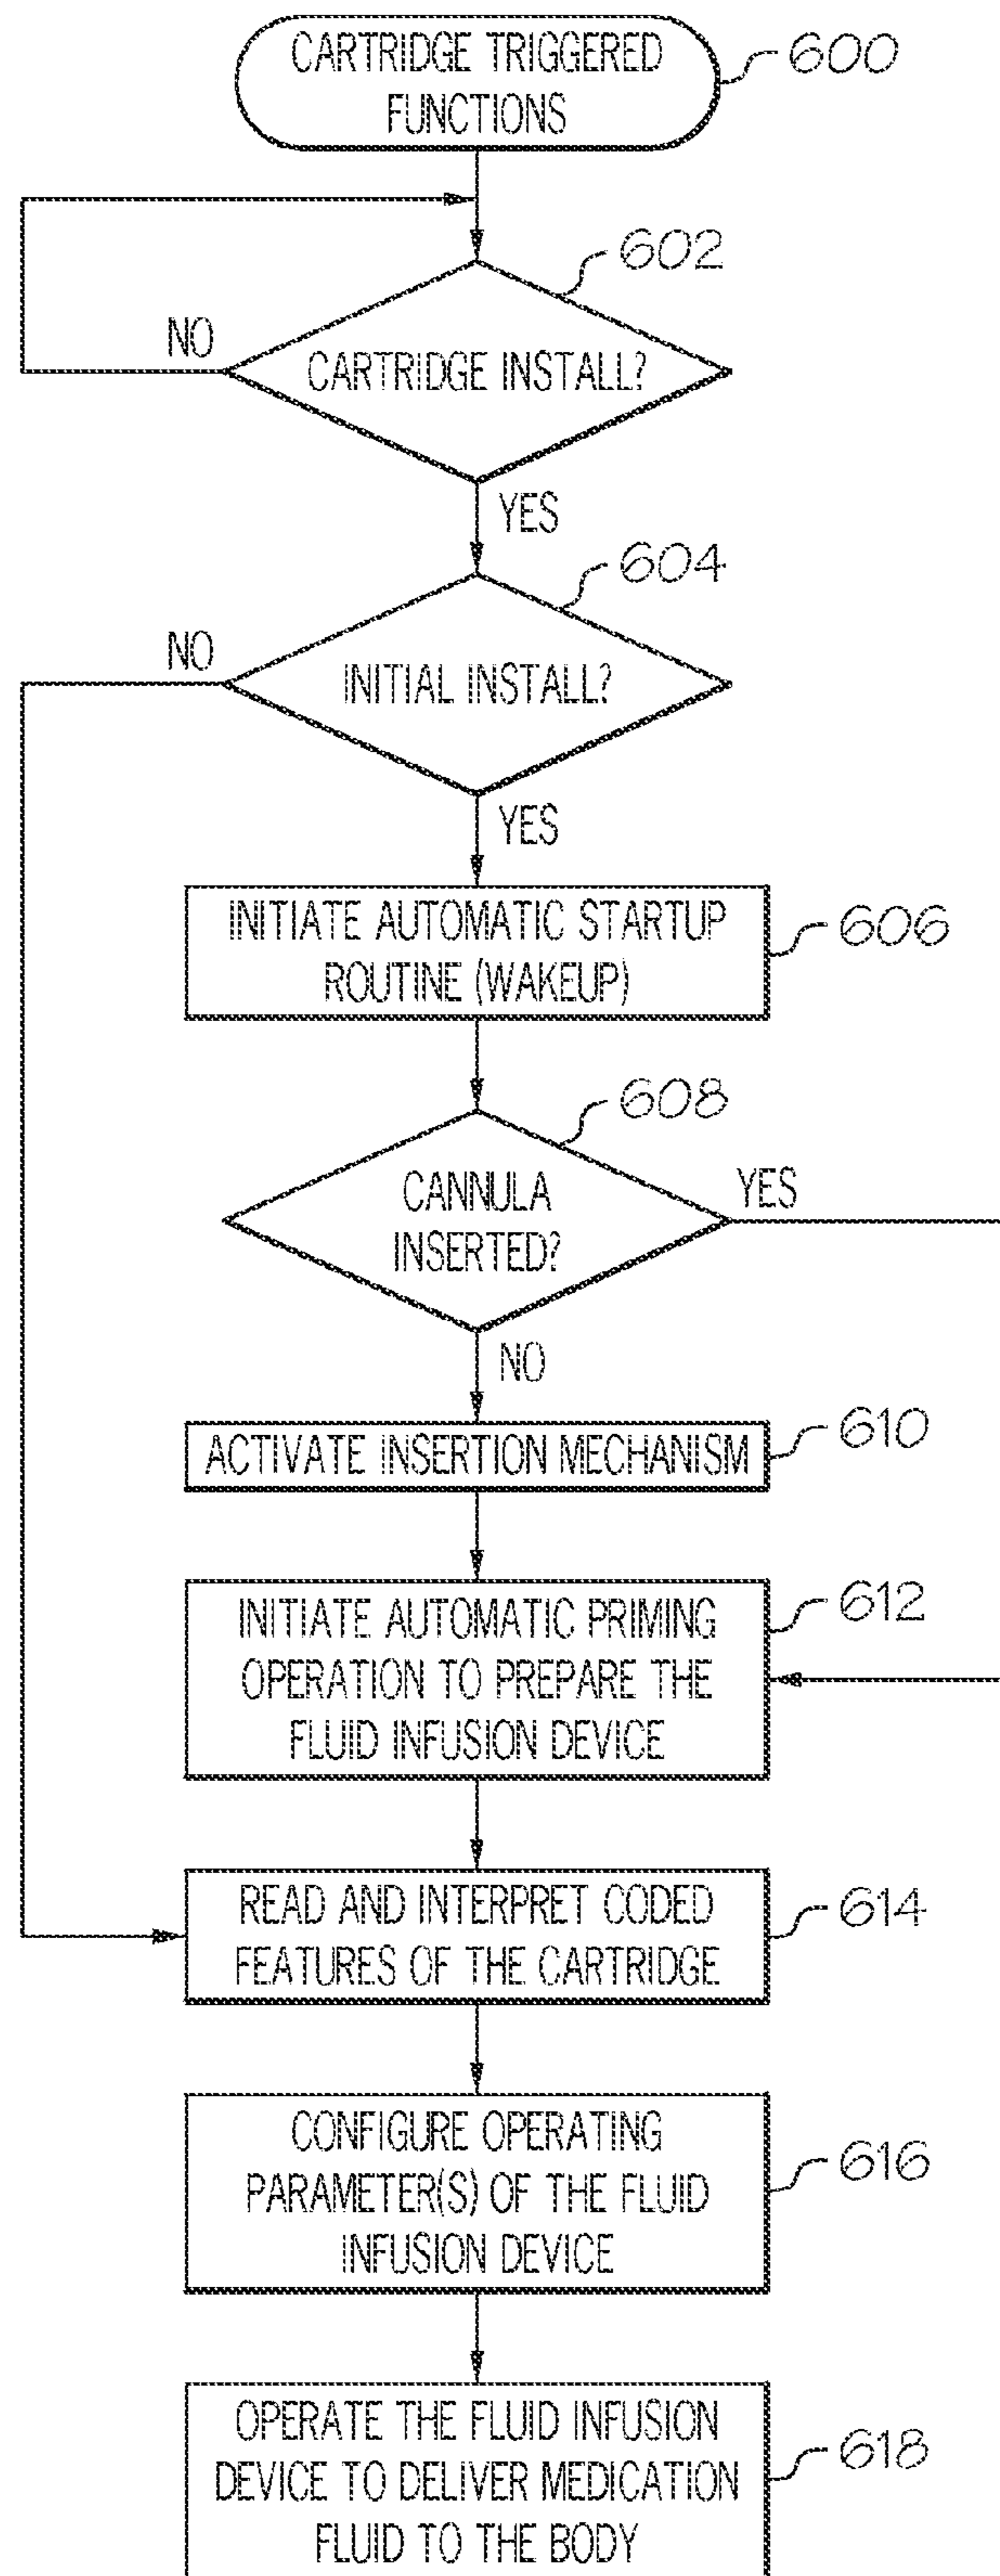 CARTRIDGE TRIGGERED
FUNCTIONS
600
602
NO
CARTRIDGE INSTALL?
YES
604
NO
INITIAL INSTALL?
YES
INITIATE AUTOMATIC STARTUP
ROUTINE (WAKEUP)
606
608
CANNULA
INSERTED?
YES
NO
ACTIVATE INSERTION MECHANISM
610
INITIATE AUTOMATIC PRIMING
OPERATION TO PREPARE THE
FLUID INFUSION DEVICE
612
READ AND INTERPRET CODED
FEATURES OF THE CARTRIDGE
614
CONFIGURE OPERATING
PARAMETER(S) OF THE FLUID
INFUSION DEVICE
616
OPERATE THE FLUID INFUSION
DEVICE TO DELIVER MEDICATION
FLUID TO THE BODY
618